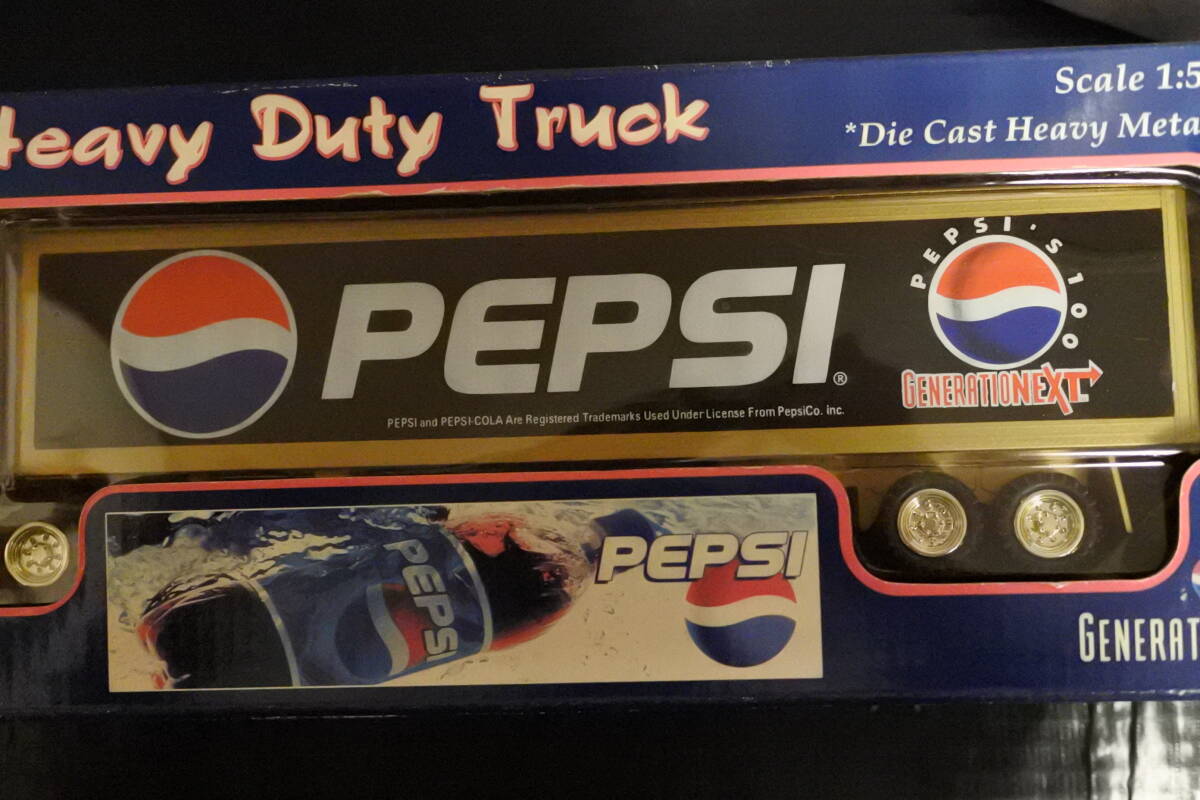 Heavy Duty Truck
Scale 1:5
*Die Cast Heavy Meta
PEPSI®
PEPSI'S 100
GENERATIONEXT
PEPSI and PEPSI-COLA Are Registered Trademarks Used Under License From PepsiCo. inc.
PEPSI
PEPSI
GENERAT